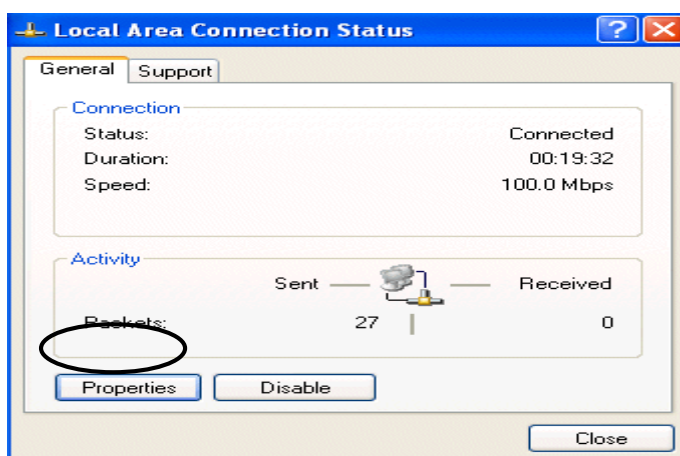 Local Area Connection Status
General Support
Connection
Status: Connected
Duration: 00:19:32
Speed: 100.0 Mbps
Activity
Sent Received
Packets: 27 0
Properties Disable
Close